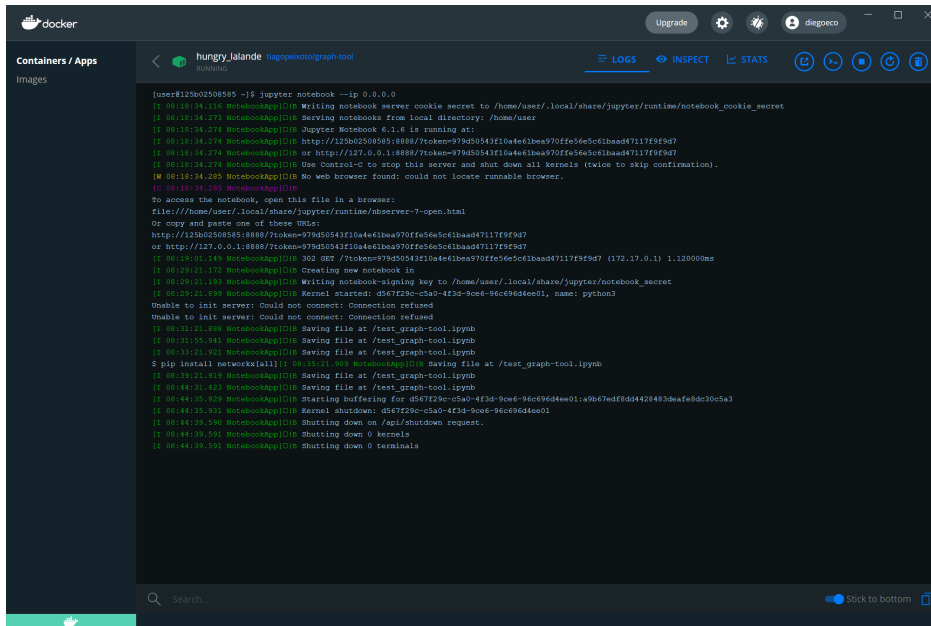 docker
Upgrade
diegoeco
Containers / Apps
Images
hungry_lalande tiagopeixoto/graph-tool
RUNNING
LOGS
INSPECT
STATS
[user@125b02508585 ~]$ jupyter notebook --ip 0.0.0.0
[I 08:18:34.116 NotebookApp]□(B Writing notebook server cookie secret to /home/user/.local/share/jupyter/runtime/notebook_cookie_secret
[I 08:18:34.273 NotebookApp]□(B Serving notebooks from local directory: /home/user
[I 08:18:34.274 NotebookApp]□(B Jupyter Notebook 6.1.6 is running at:
[I 08:18:34.274 NotebookApp]□(B http://125b02508585:8888/?token=979d50543f10a4e61bea970ffe56e5c61baad47117f9f9d7
[I 08:18:34.274 NotebookApp]□(B or http://127.0.0.1:8888/?token=979d50543f10a4e61bea970ffe56e5c61baad47117f9f9d7
[I 08:18:34.274 NotebookApp]□(B Use Control-C to stop this server and shut down all kernels (twice to skip confirmation).
[W 08:18:34.285 NotebookApp]□(B No web browser found: could not locate runnable browser.
[C 08:18:34.285 NotebookApp]□(B
To access the notebook, open this file in a browser:
file:///home/user/.local/share/jupyter/runtime/nbserver-7-open.html
Or copy and paste one of these URLs:
http://125b02508585:8888/?token=979d50543f10a4e61bea970ffe56e5c61baad47117f9f9d7
or http://127.0.0.1:8888/?token=979d50543f10a4e61bea970ffe56e5c61baad47117f9f9d7
[I 08:19:01.149 NotebookApp]□(B 302 GET /?token=979d50543f10a4e61bea970ffe56e5c61baad47117f9f9d7 (172.17.0.1) 1.120000ms
[I 08:29:21.172 NotebookApp]□(B Creating new notebook in
[I 08:29:21.193 NotebookApp]□(B Writing notebook-signing key to /home/user/.local/share/jupyter/notebook_secret
[I 08:29:21.899 NotebookApp]□(B Kernel started: d567f29c-c5a0-4f3d-9ce6-96c696d4ee01, name: python3
Unable to init server: Could not connect: Connection refused
Unable to init server: Could not connect: Connection refused
[I 08:31:21.888 NotebookApp]□(B Saving file at /test_graph-tool.ipynb
[I 08:31:55.941 NotebookApp]□(B Saving file at /test_graph-tool.ipynb
[I 08:33:21.921 NotebookApp]□(B Saving file at /test_graph-tool.ipynb
$ pip install networkx[all][I 08:35:21.909 NotebookApp]□(B Saving file at /test_graph-tool.ipynb
[I 08:39:21.919 NotebookApp]□(B Saving file at /test_graph-tool.ipynb
[I 08:44:31.423 NotebookApp]□(B Saving file at /test_graph-tool.ipynb
[I 08:44:35.929 NotebookApp]□(B Starting buffering for d567f29c-c5a0-4f3d-9ce6-96c696d4ee01:a9b67edf8dd4428483deafe8dc30c5a3
[I 08:44:35.931 NotebookApp]□(B Kernel shutdown: d567f29c-c5a0-4f3d-9ce6-96c696d4ee01
[I 08:44:39.590 NotebookApp]□(B Shutting down on /api/shutdown request.
[I 08:44:39.591 NotebookApp]□(B Shutting down 0 kernels
[I 08:44:39.591 NotebookApp]□(B Shutting down 0 terminals
Search...
Stick to bottom